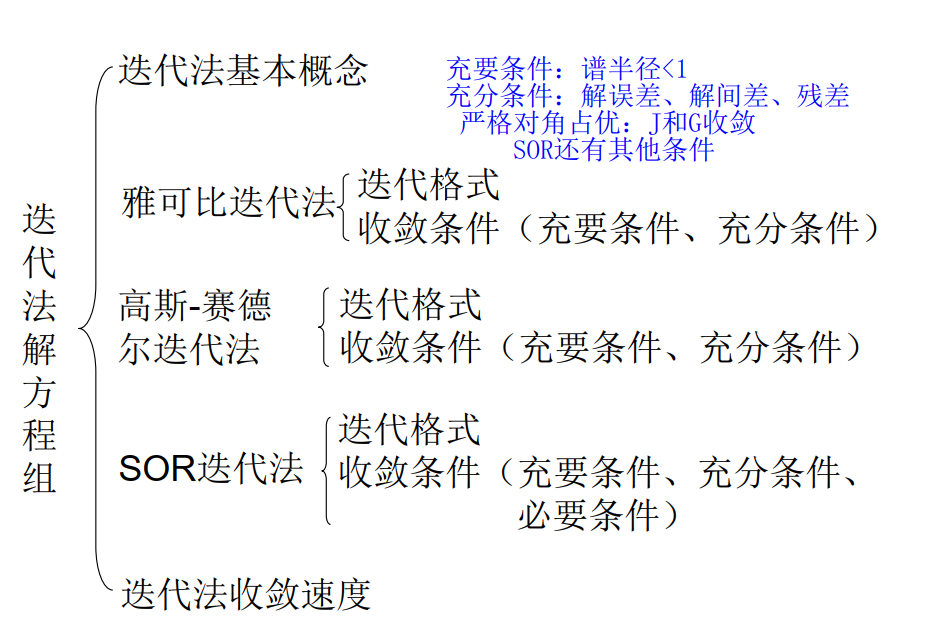 迭代法基本概念
充要条件：谱半径<1
充分条件：解误差、解间差、残差
严格对角占优：J和G收敛
SOR还有其他条件
迭代法解方程组
雅可比迭代法
迭代格式
收敛条件（充要条件、充分条件）
高斯-赛德
尔迭代法
迭代格式
收敛条件（充要条件、充分条件）
SOR迭代法
迭代格式
收敛条件（充要条件、充分条件、
必要条件）
迭代法收敛速度